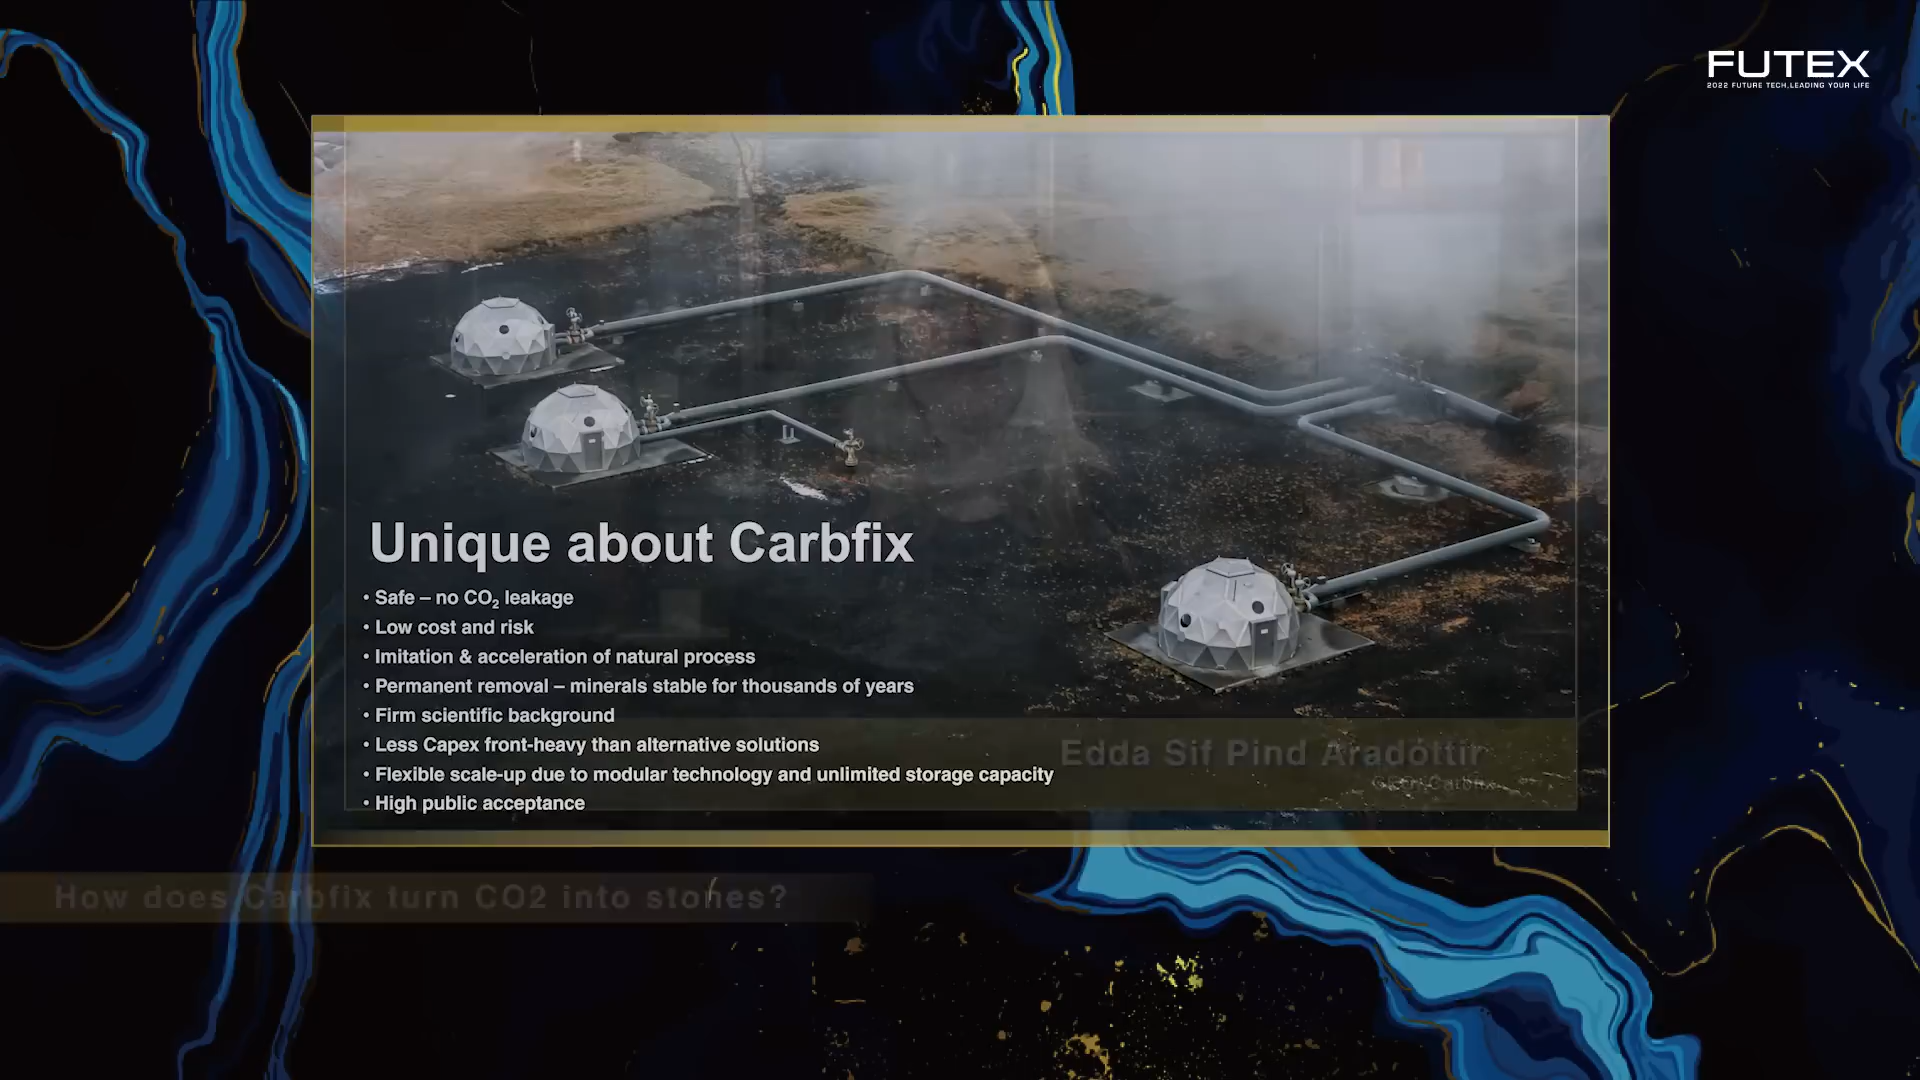 FUTEX
2022 FUTURE TECH,LEADING YOUR LIFE
Unique about Carbfix
• Safe – no CO₂ leakage
• Low cost and risk
• Imitation & acceleration of natural process
• Permanent removal – minerals stable for thousands of years
• Firm scientific background
• Less Capex front-heavy than alternative solutions
• Flexible scale-up due to modular technology and unlimited storage capacity
• High public acceptance
Edda Sif Pind Aradóttir
CEO, Carbfix
How does Carbfix turn CO2 into stones?